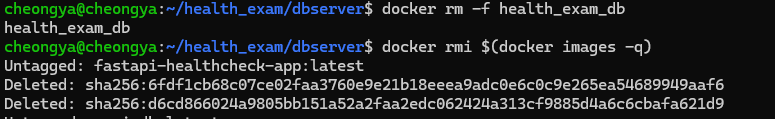 cheongya@cheongya:~/health_exam/dbserver$ docker rm -f health_exam_db
health_exam_db
cheongya@cheongya:~/health_exam/dbserver$ docker rmi $(docker images -q)
Untagged: fastapi-healthcheck-app:latest
Deleted: sha256:6fdf1cb68c07ce02faa3760e9e21b18eeea9adc0e6c0c9e265ea54689949aaf6
Deleted: sha256:d6cd866024a9805bb151a52a2faa2edc062424a313cf9885d4a6c6cbafa621d9